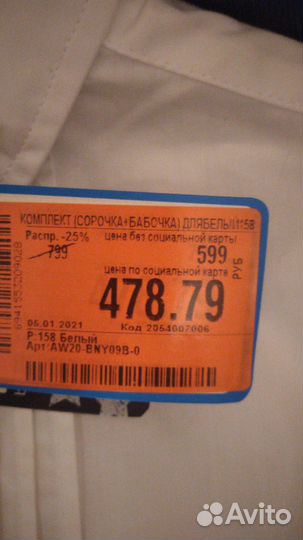 КОМПЛЕКТ (СОРОЧКА+БАБОЧКА) ДЛЯ
Распр. -25% цена без социальной карты
799 599
цена по социальной карте
478.79 РУБ
05.01.2021 Код 2054007006
Р:158 Белый
Арт:AW20-BNY09B-0
6941553209028
Avito